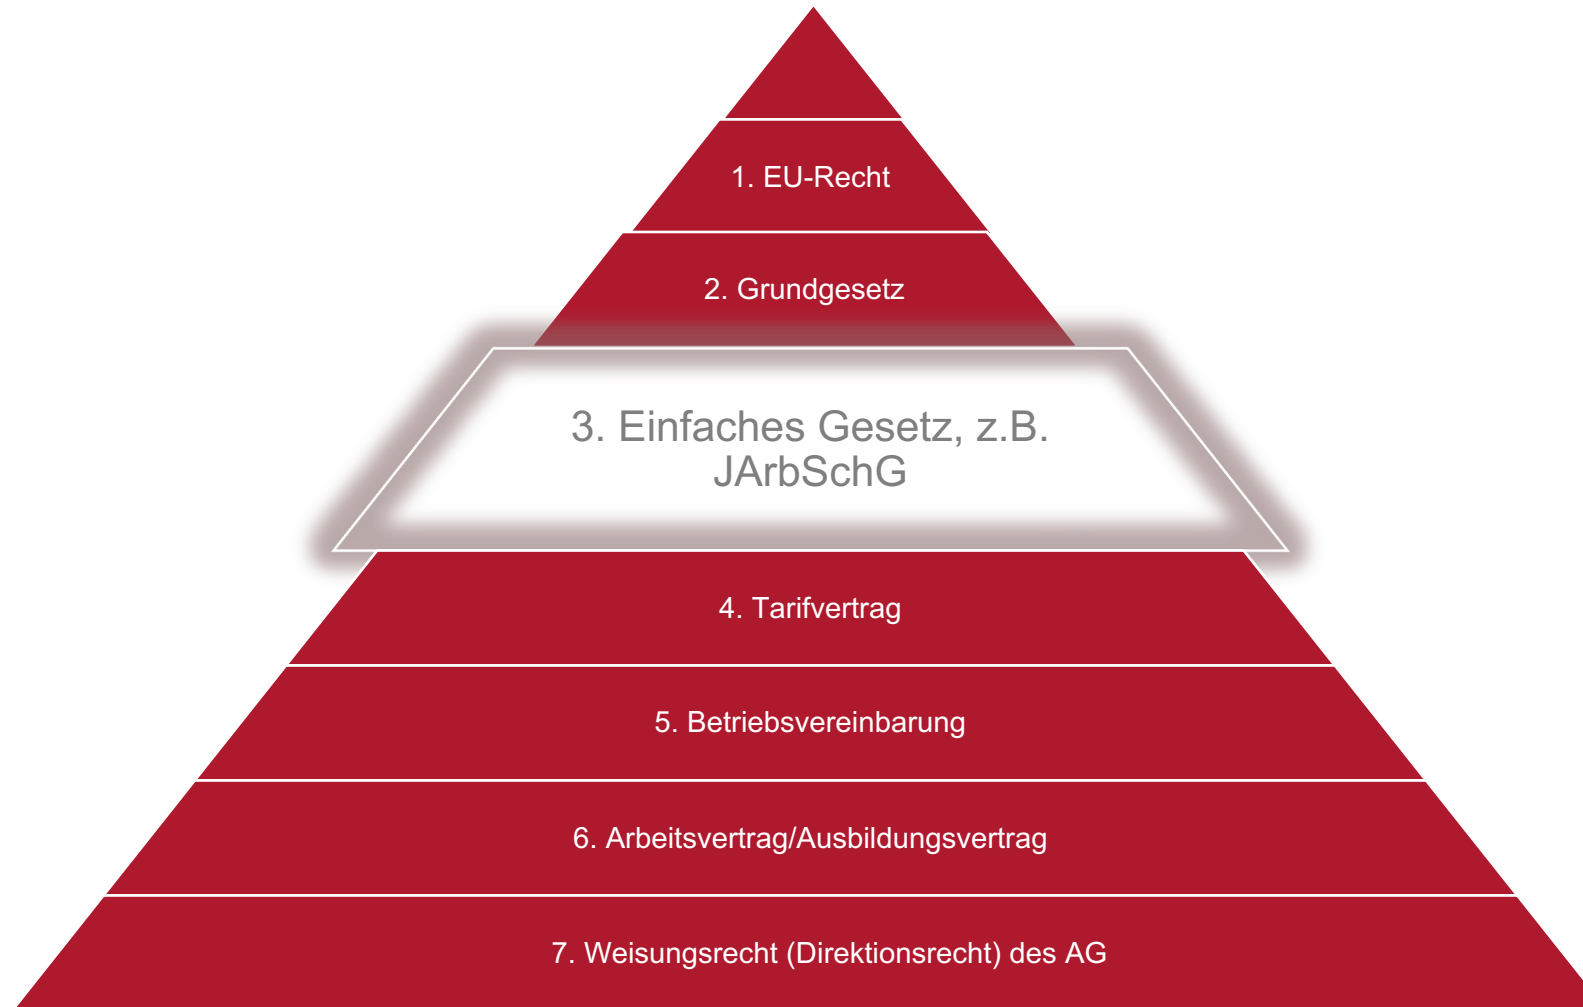 1. EU-Recht
2. Grundgesetz
3. Einfaches Gesetz, z.B.
JArbSchG
4. Tarifvertrag
5. Betriebsvereinbarung
6. Arbeitsvertrag/Ausbildungsvertrag
7. Weisungsrecht (Direktionsrecht) des AG